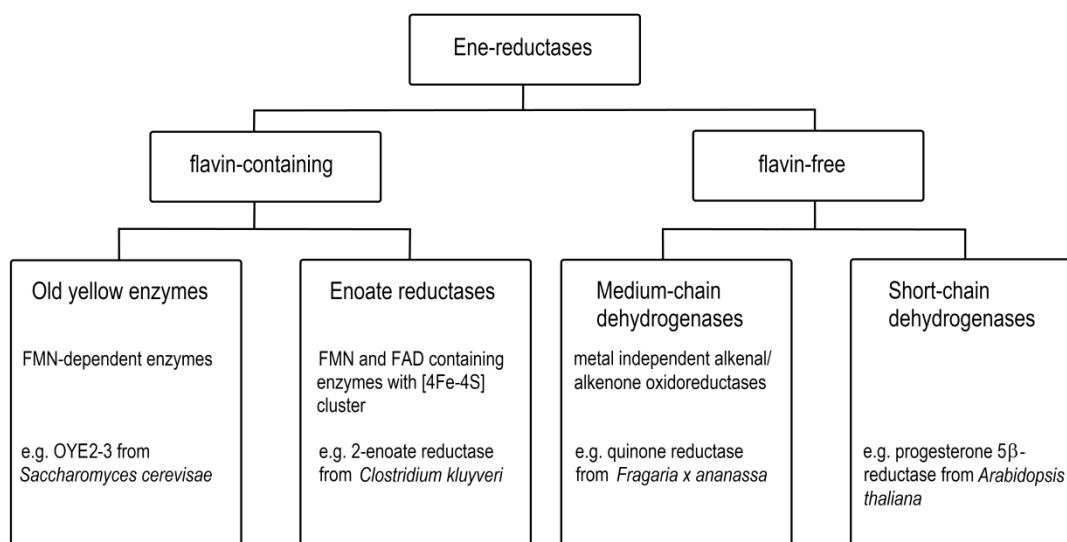 Ene-reductases
flavin-containing
flavin-free
Old yellow enzymes
FMN-dependent enzymes
e.g. OYE2-3 from
Saccharomyces cerevisae
Enoate reductases
FMN and FAD containing
enzymes with [4Fe-4S]
cluster
e.g. 2-enoate reductase
from Clostridium kluyveri
Medium-chain
dehydrogenases
metal independent alkenal/
alkenone oxidoreductases
e.g. quinone reductase
from Fragaria x ananassa
Short-chain
dehydrogenases
e.g. progesterone 5β-
reductase from Arabidopsis
thaliana